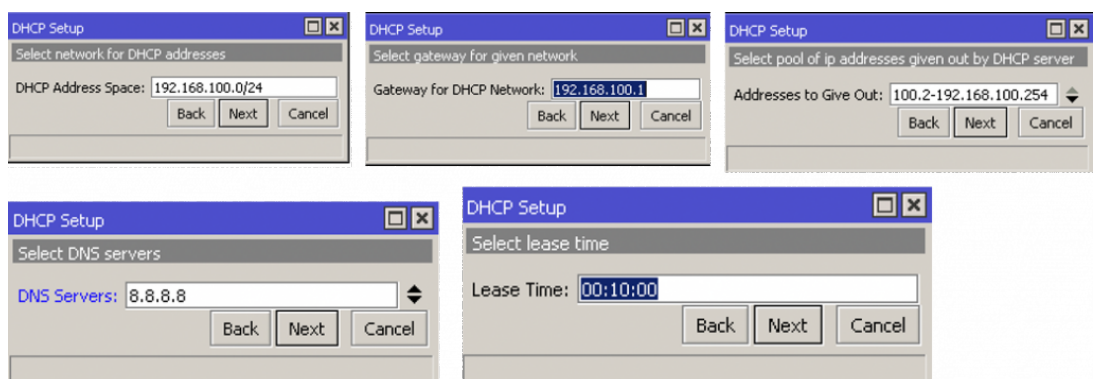 DHCP Setup
Select network for DHCP addresses
DHCP Address Space: 192.168.100.0/24
Back Next Cancel
DHCP Setup
Select gateway for given network
Gateway for DHCP Network: 192.168.100.1
Back Next Cancel
DHCP Setup
Select pool of ip addresses given out by DHCP server
Addresses to Give Out: 100.2-192.168.100.254
Back Next Cancel
DHCP Setup
Select DNS servers
DNS Servers: 8.8.8.8
Back Next Cancel
DHCP Setup
Select lease time
Lease Time: 00:10:00
Back Next Cancel